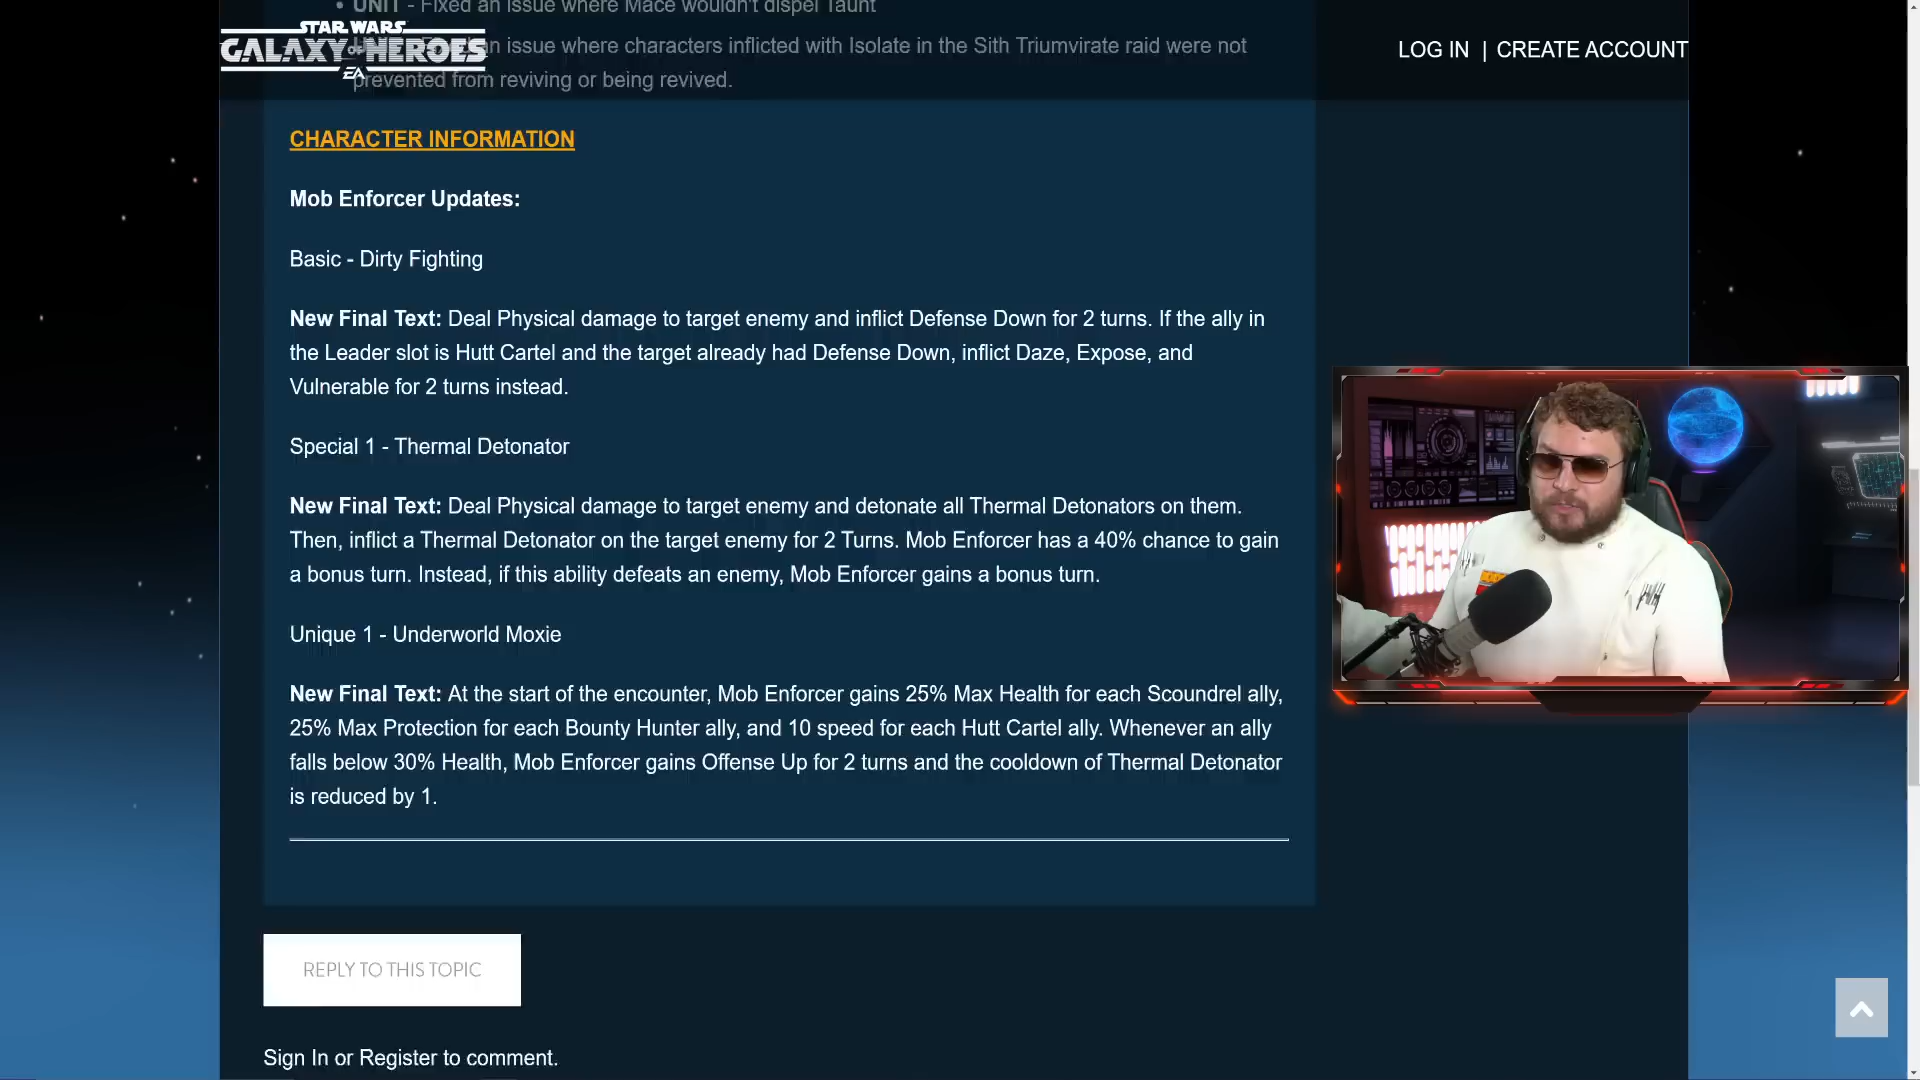 UNIT - Fixed an issue where Mace wouldn't dispel Taunt
STAR WARS
GALAXY OF HEROES
EA
an issue where characters inflicted with Isolate in the Sith Triumvirate raid were not
prevented from reviving or being revived.
LOG IN | CREATE ACCOUNT
CHARACTER INFORMATION
Mob Enforcer Updates:
Basic - Dirty Fighting
New Final Text: Deal Physical damage to target enemy and inflict Defense Down for 2 turns. If the ally in
the Leader slot is Hutt Cartel and the target already had Defense Down, inflict Daze, Expose, and
Vulnerable for 2 turns instead.
Special 1 - Thermal Detonator
New Final Text: Deal Physical damage to target enemy and detonate all Thermal Detonators on them.
Then, inflict a Thermal Detonator on the target enemy for 2 Turns. Mob Enforcer has a 40% chance to gain
a bonus turn. Instead, if this ability defeats an enemy, Mob Enforcer gains a bonus turn.
Unique 1 - Underworld Moxie
New Final Text: At the start of the encounter, Mob Enforcer gains 25% Max Health for each Scoundrel ally,
25% Max Protection for each Bounty Hunter ally, and 10 speed for each Hutt Cartel ally. Whenever an ally
falls below 30% Health, Mob Enforcer gains Offense Up for 2 turns and the cooldown of Thermal Detonator
is reduced by 1.
REPLY TO THIS TOPIC
Sign In or Register to comment.